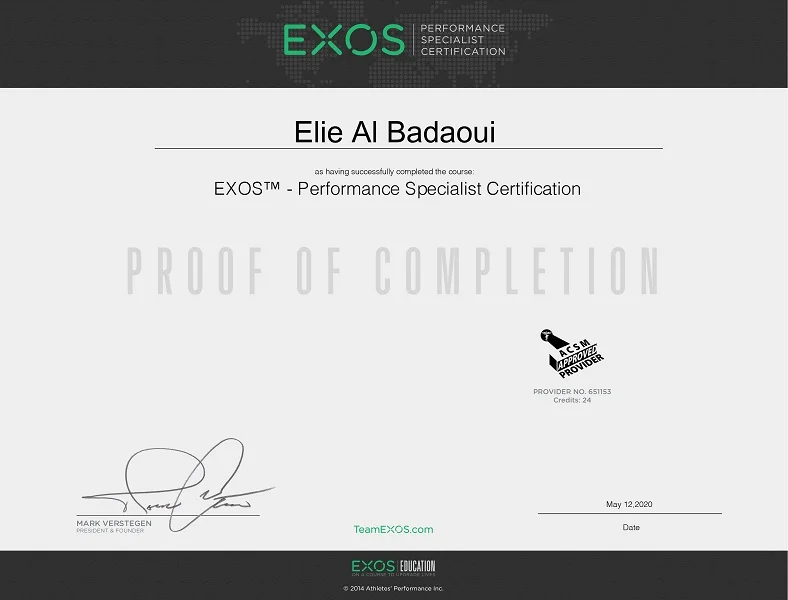 EXOS
PERFORMANCE
SPECIALIST
CERTIFICATION
Elie Al Badaoui
as having successfully completed the course:
EXOS™ - Performance Specialist Certification
PROOF OF COMPLETION
ACSM
APPROVED
PROVIDER
PROVIDER NO. 651153
Credits: 24
MARK VERSTEGEN
PRESIDENT & FOUNDER
TeamEXOS.com
May 12,2020
Date
EXOS EDUCATION
ON A COURSE TO UPGRADE LIVES
© 2014 Athletes' Performance Inc.